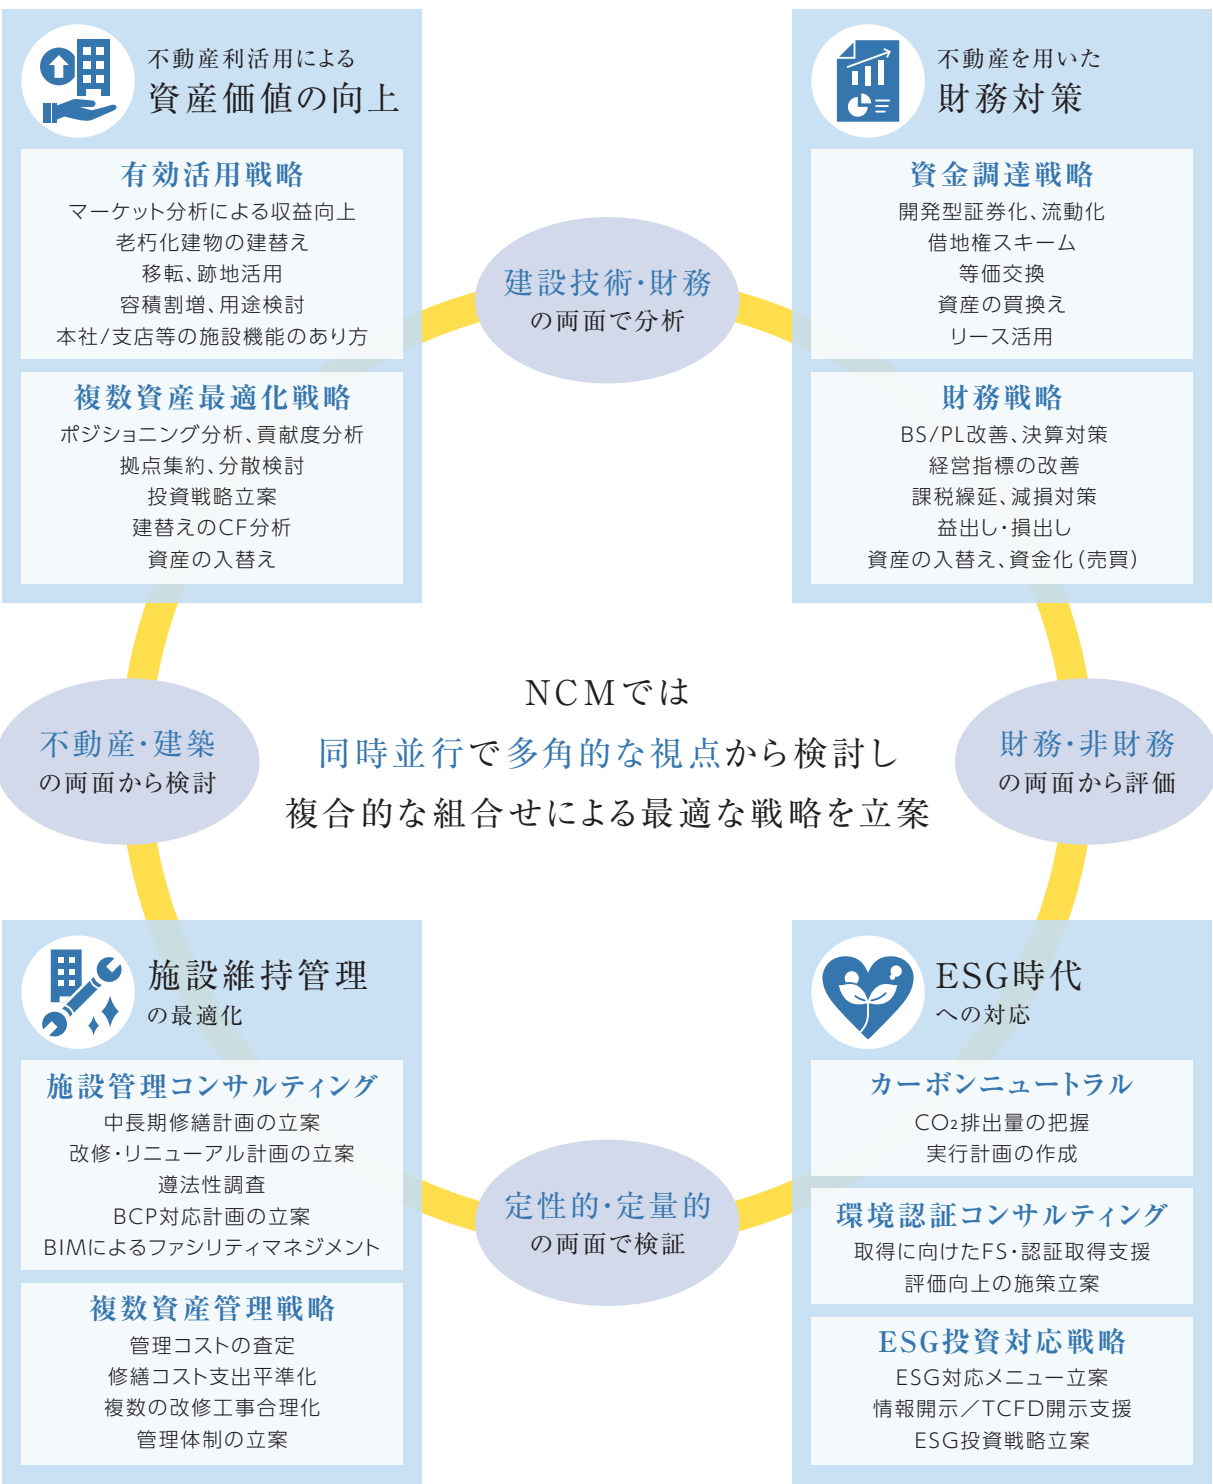 不動産利活用による
資産価値の向上
有効活用戦略
マーケット分析による収益向上
老朽化建物の建替え
移転、跡地活用
容積割増、用途検討
本社/支店等の施設機能のあり方
複数資産最適化戦略
ポジショニング分析、貢献度分析
拠点集約、分散検討
投資戦略立案
建替えのCF分析
資産の入替え
建設技術・財務
の両面で分析
不動産を用いた
財務対策
資金調達戦略
開発型証券化、流動化
借地権スキーム
等価交換
資産の買換え
リース活用
財務戦略
BS/PL改善、決算対策
経営指標の改善
課税繰延、減損対策
益出し・損出し
資産の入替え、資金化(売買)
不動産・建築
の両面から検討
NCMでは
同時並行で多角的な視点から検討し
複合的な組合せによる最適な戦略を立案
財務・非財務
の両面から評価
施設維持管理
の最適化
施設管理コンサルティング
中長期修繕計画の立案
改修・リニューアル計画の立案
遵法性調査
BCP対応計画の立案
BIMによるファシリティマネジメント
複数資産管理戦略
管理コストの査定
修繕コスト支出平準化
複数の改修工事合理化
管理体制の立案
定性的・定量的
の両面で検証
ESG時代
への対応
カーボンニュートラル
CO₂排出量の把握
実行計画の作成
環境認証コンサルティング
取得に向けたFS・認証取得支援
評価向上の施策立案
ESG投資対応戦略
ESG対応メニュー立案
情報開示／TCFD開示支援
ESG投資戦略立案